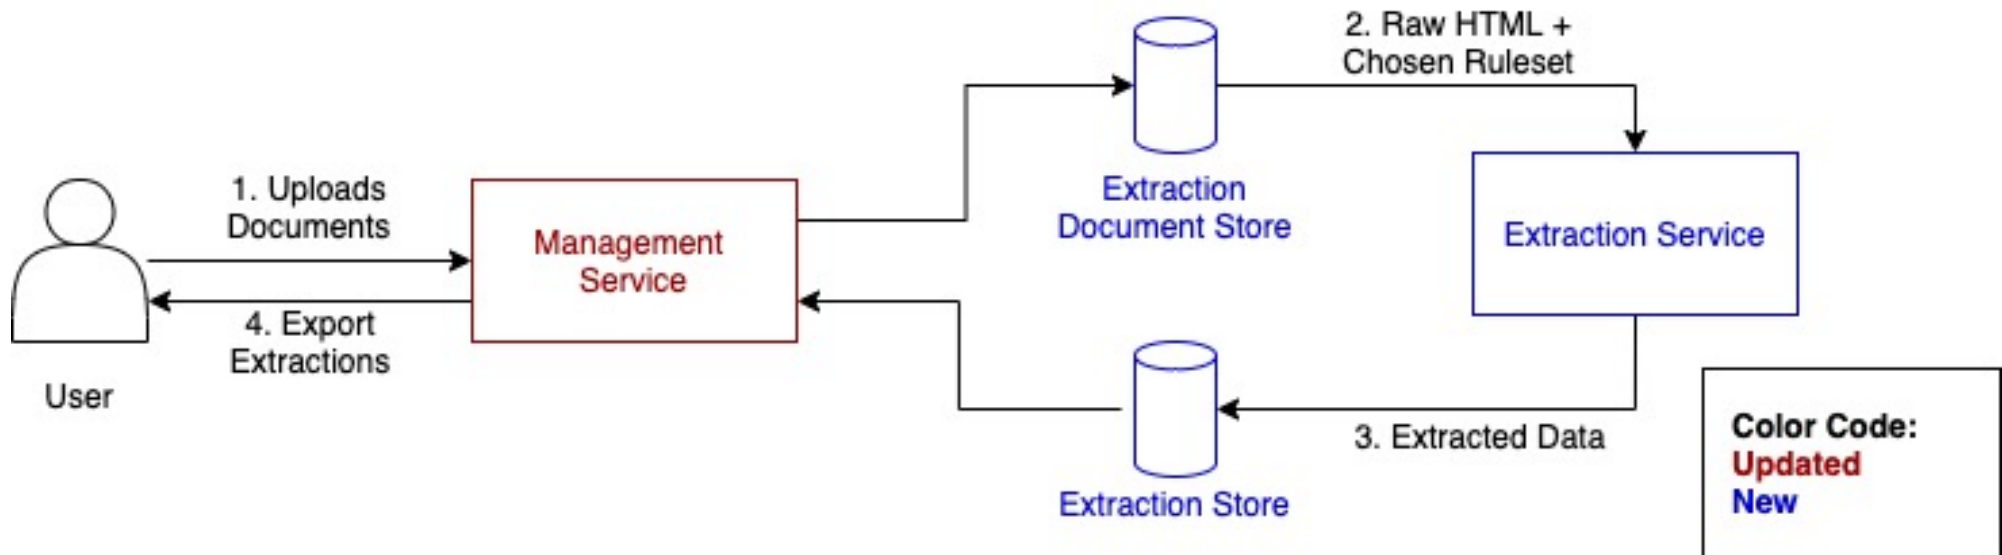 2. Raw HTML +
Chosen Ruleset
1. Uploads
Documents
Management
Service
Extraction
Document Store
Extraction Service
4. Export
Extractions
User
3. Extracted Data
Extraction Store
Color Code:
Updated
New